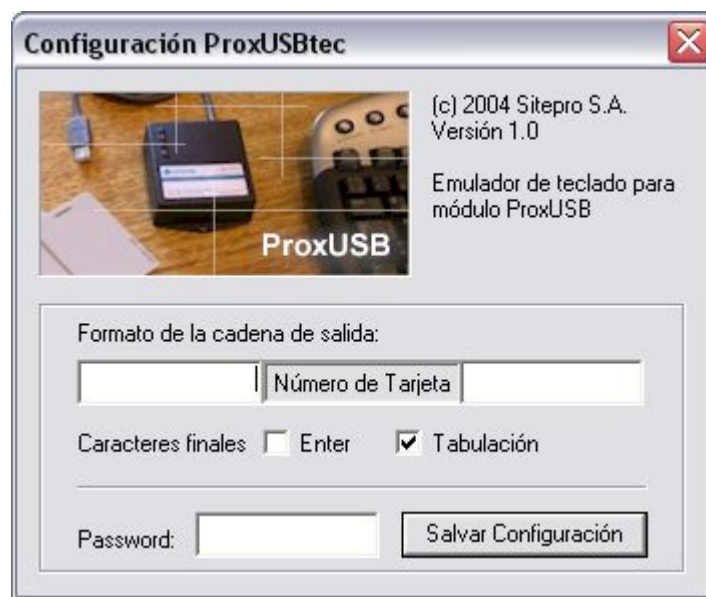 Configuración ProxUSBtec
(c) 2004 Sitepro S.A.
Versión 1.0
Emulador de teclado para
módulo ProxUSB
ProxUSB
Formato de la cadena de salida:
Número de Tarjeta
Caracteres finales Enter Tabulación
Password: Salvar Configuración